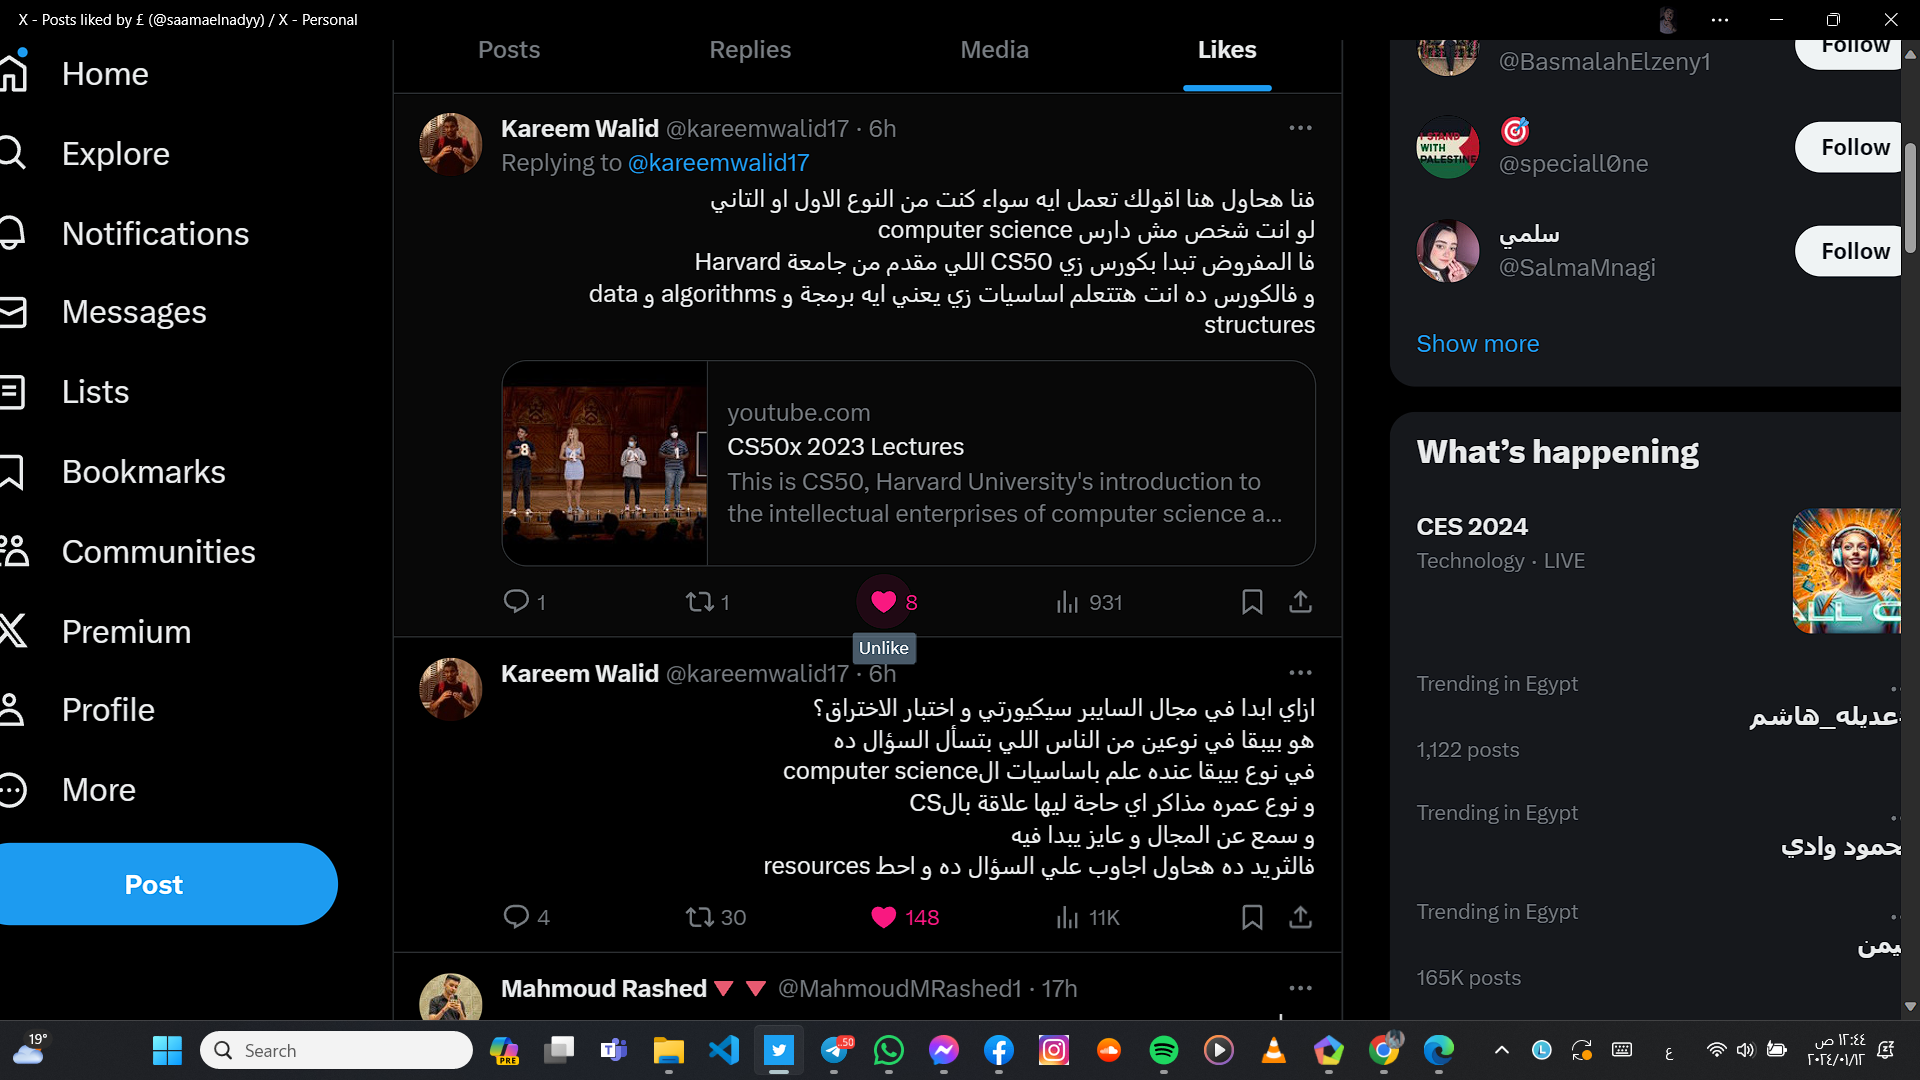 X - Posts liked by £ (@saamaelnadyy) / X - Personal
Home
Explore
Notifications
Messages
Lists
Bookmarks
Communities
Premium
Profile
More
Post
Posts
Replies
Media
Likes
Kareem Walid @kareemwalid17 · 6h
Replying to @kareemwalid17
فنا هحاول هنا اقولك تعمل ايه سواء كنت من النوع الاول او التاني
لو انت شخص مش دارس computer science
فا المفروض تبدا بكورس زي CS50 اللي مقدم من جامعة Harvard
و فالكورس ده انت هتتعلم اساسيات زي يعني ايه برمجة و algorithms و data
structures
youtube.com
CS50x 2023 Lectures
This is CS50, Harvard University's introduction to
the intellectual enterprises of computer science a...
1
1
8
931
Unlike
Kareem Walid @kareemwalid17 · 6h
ازاي ابدا في مجال السايبر سيكيورتي و اختبار الاختراق؟
هو بيبقا في نوعين من الناس اللي بتسأل السؤال ده
في نوع بيبقا عنده علم باساسيات الcomputer science
و نوع عمره مذاكر اي حاجة ليها علاقة بالCS
و سمع عن المجال و عايز يبدا فيه
فالثريد ده هحاول اجاوب علي السؤال ده و احط resources
4
30
148
11K
Mahmoud Rashed @MahmoudMRashed1 · 17h
@BasmalahElzeny1
Follow
I STAND
WITH
PALESTINE
@speciall0ne
Follow
سلمي
@SalmaMnagi
Follow
Show more
What's happening
CES 2024
Technology · LIVE
ALL
Trending in Egypt
عديله_هاشم
1,122 posts
Trending in Egypt
حمود وادي
Trending in Egypt
يمن
165K posts
19°
Search
PRE
50
ع
١٢:٤٤ ص
٢٠٢٤/٠١/١٢